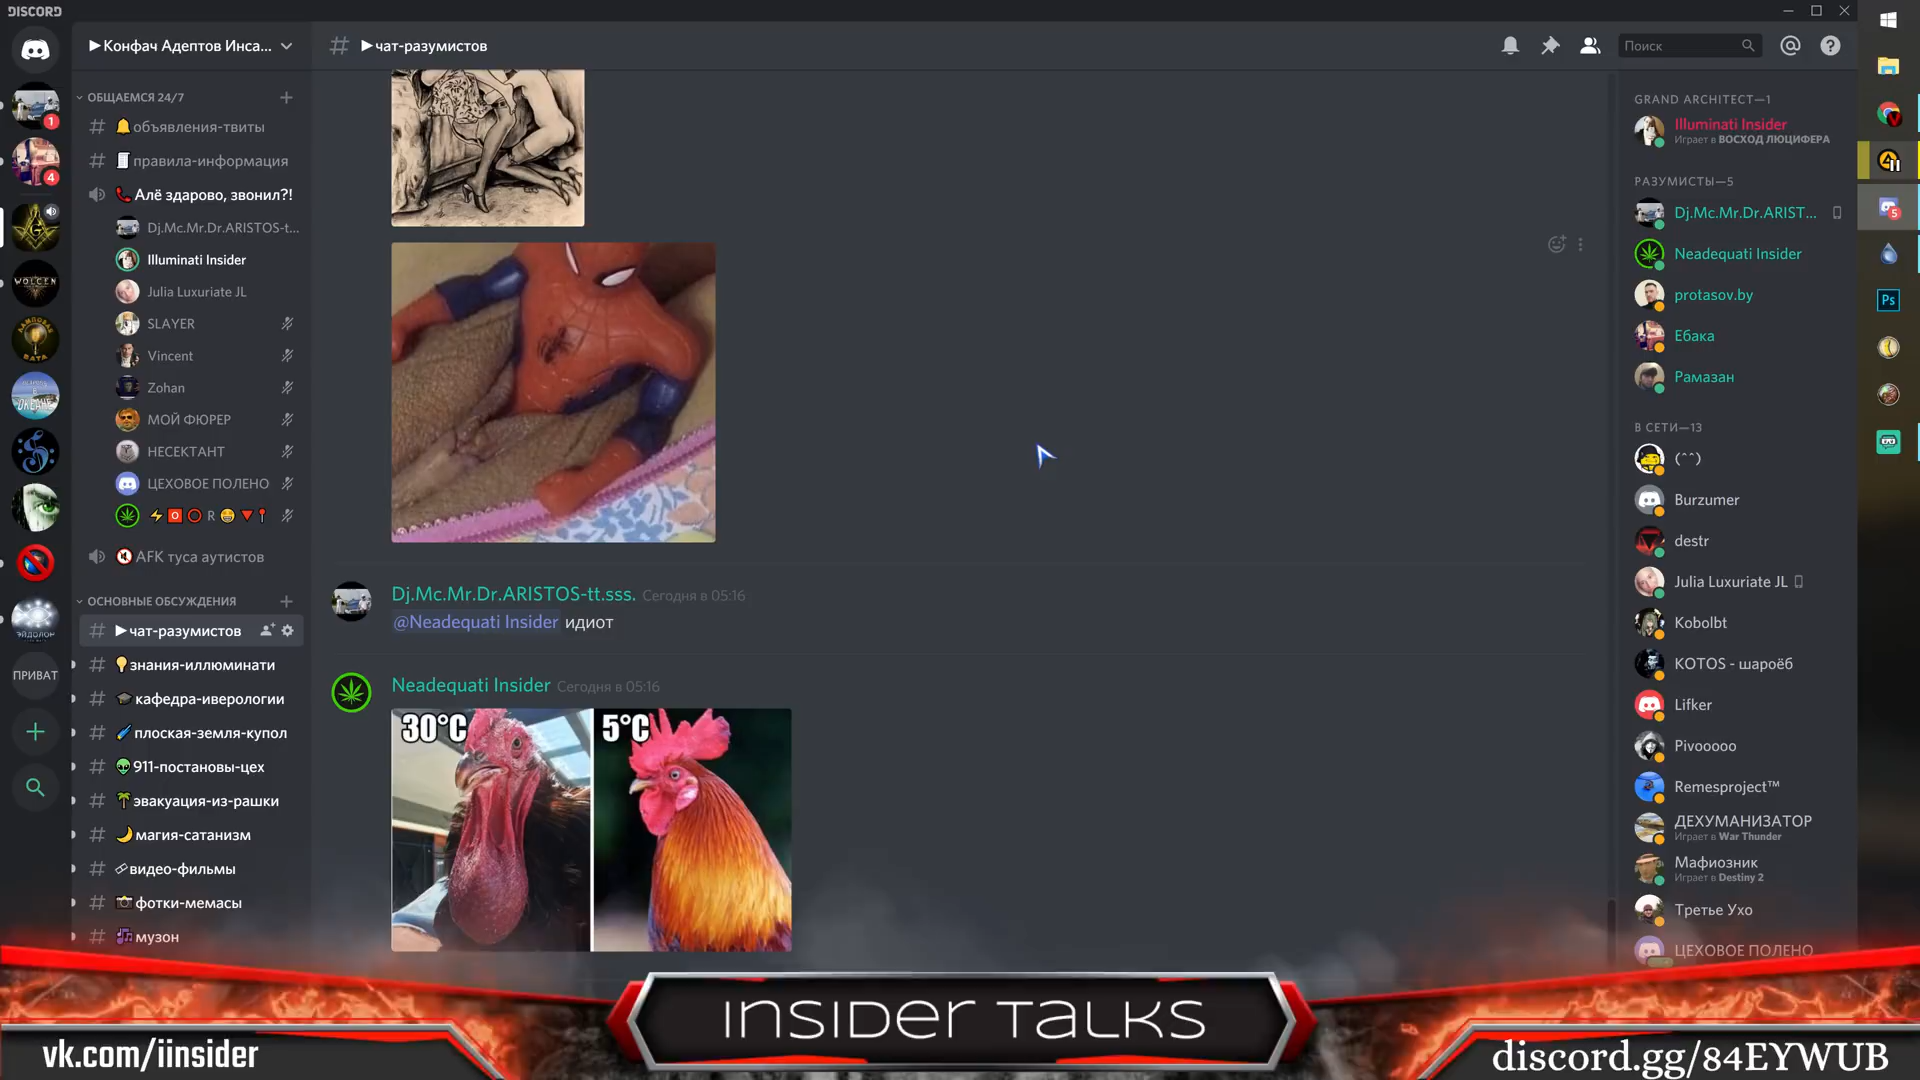 DISCORD
▶Конфач Адептов Инса...
ОБЩАЕМСЯ 24/7
объявления-твиты
правила-информация
Алё здарово, звонил?!
Dj.Mc.Mr.Dr.ARISTOS-t...
Illuminati Insider
Julia Luxuriate JL
SLAYER
Vincent
Zohan
МОЙ ФЮРЕР
НЕСЕКТАНТ
ЦЕХОВОЕ ПОЛЕНО
R
AFK туса аутистов
ОСНОВНЫЕ ОБСУЖДЕНИЯ
▶чат-разумистов
знания-иллюминати
кафедра-иверологии
плоская-земля-купол
911-постановы-цех
эвакуация-из-рашки
магия-сатанизм
видео-фильмы
фотки-мемасы
музон
1
4
WOLCEN
ОКЕАНЕ
ЭЙДОЛОН
ПРИВАТ
▶чат-разумистов
Поиск
Dj.Mc.Mr.Dr.ARISTOS-tt.sss. Сегодня в 05:16
@Neadequati Insider идиот
Neadequati Insider Сегодня в 05:16
30°C 5°C
GRAND ARCHITECT—1
Illuminati Insider
Играет в ВОСХОД ЛЮЦИФЕРА
РАЗУМИСТЫ—5
Dj.Mc.Mr.Dr.ARIST...
Neadequati Insider
protasov.by
Ебака
Рамазан
В СЕТИ—13
(^^)
Burzumer
destr
Julia Luxuriate JL
Kobolbt
KOTOS - шароёб
Lifker
Pivooooo
Remesproject™
ДЕХУМАНИЗАТОР
Играет в War Thunder
Мафиозник
Играет в Destiny 2
Третье Ухо
ЦЕХОВОЕ ПОЛЕНО
5
Ps
INSIDER TALKS
vk.com/iinsider
discord.gg/84EYWUB